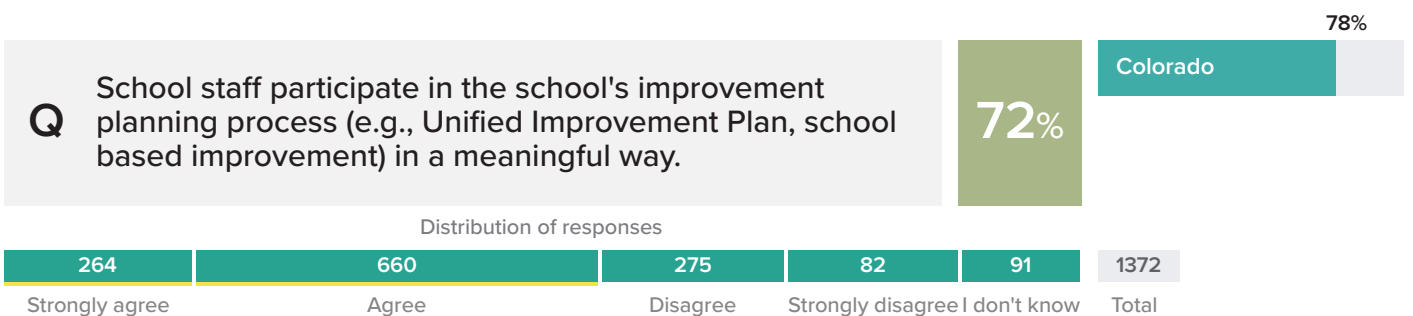 78%
Colorado
Q
School staff participate in the school's improvement
planning process (e.g., Unified Improvement Plan, school
based improvement) in a meaningful way.
72%
Distribution of responses
264 660 275 82 91 1372
Strongly agree Agree Disagree Strongly disagree I don't know Total